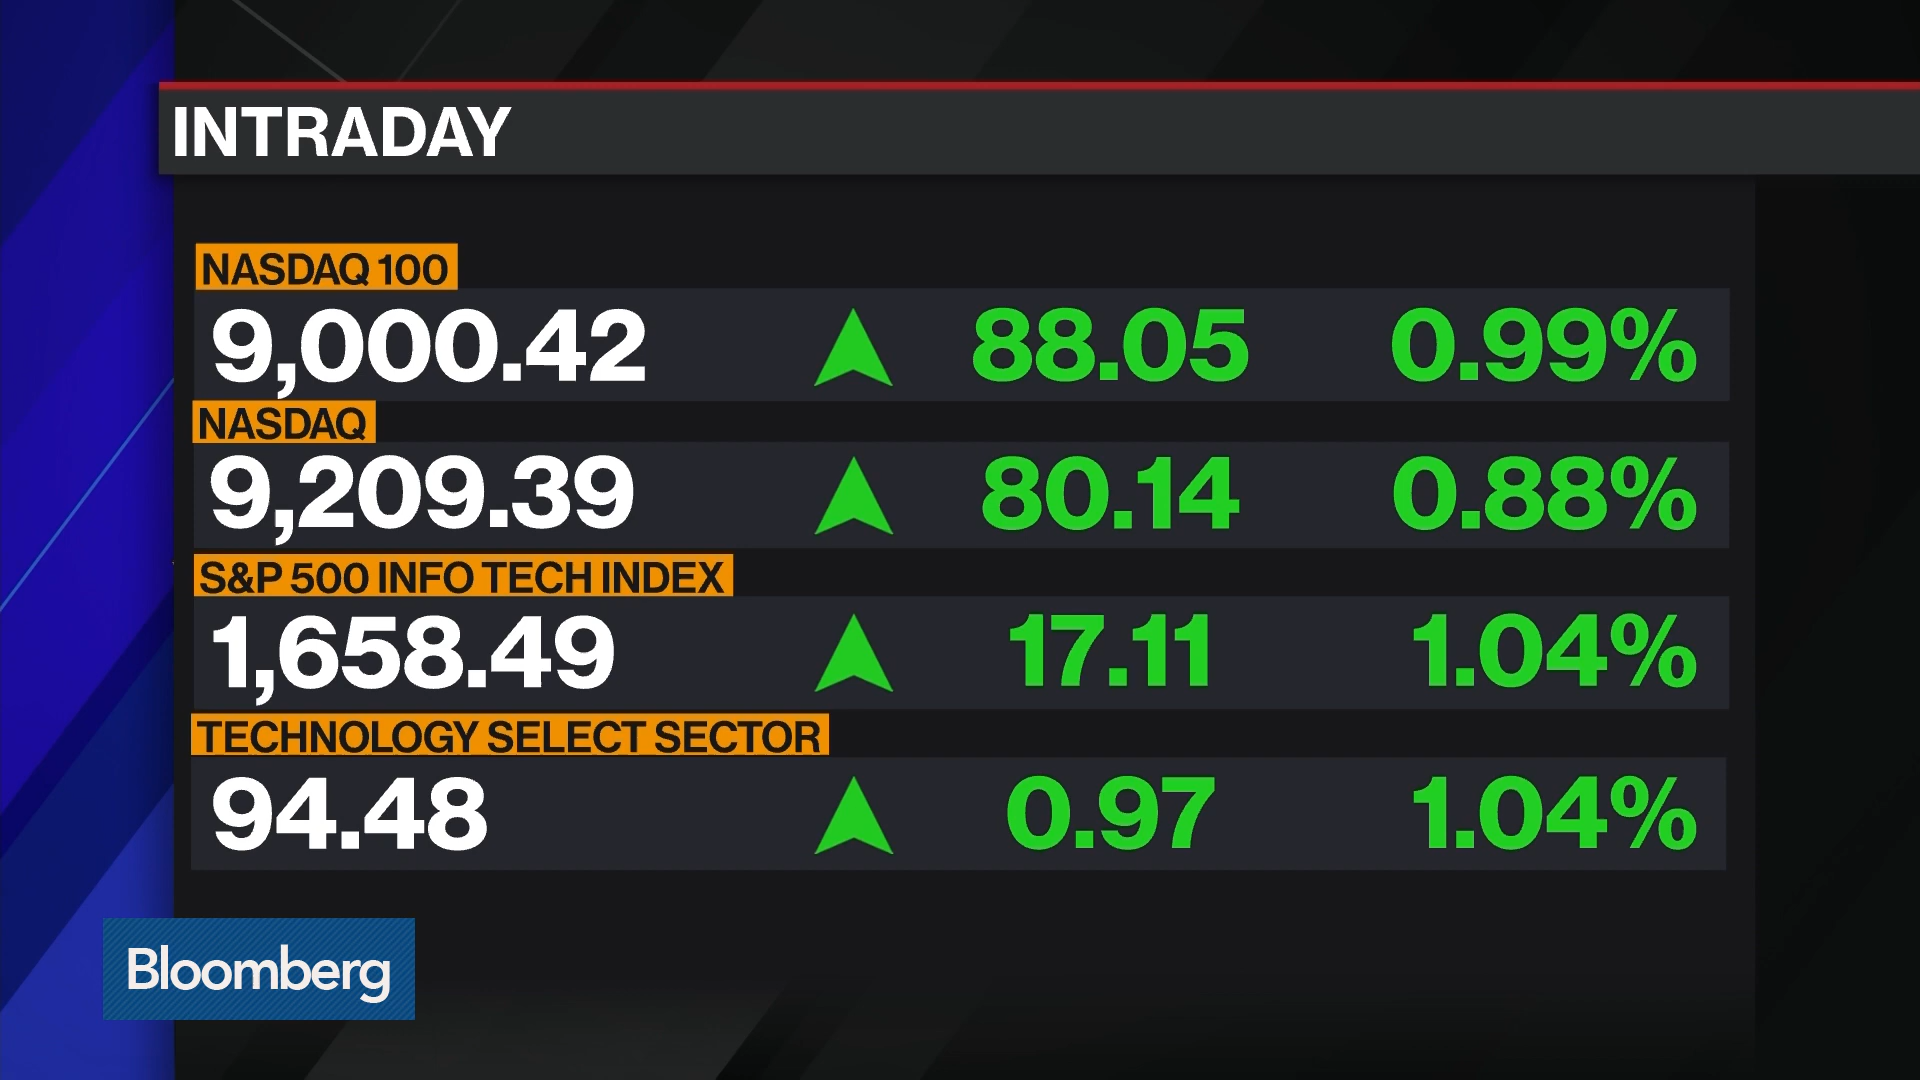 INTRADAY
NASDAQ 100
9,000.42 88.05 0.99%
NASDAQ
9,209.39 80.14 0.88%
S&P 500 INFO TECH INDEX
1,658.49 17.11 1.04%
TECHNOLOGY SELECT SECTOR
94.48 0.97 1.04%
Bloomberg